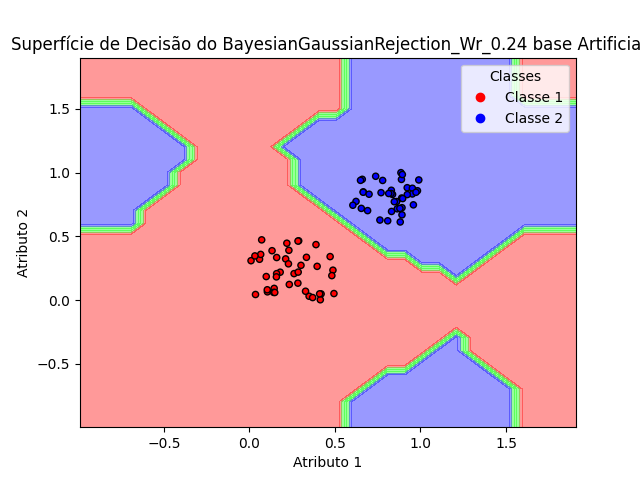 Superfície de Decisão do BayesianGaussianRejection_Wr_0.24 base Artificia
Classes
Classe 1
Classe 2
1.5
1.0
0.5
0.0
−0.5
Atributo 2
−0.5 0.0 0.5 1.0 1.5
Atributo 1